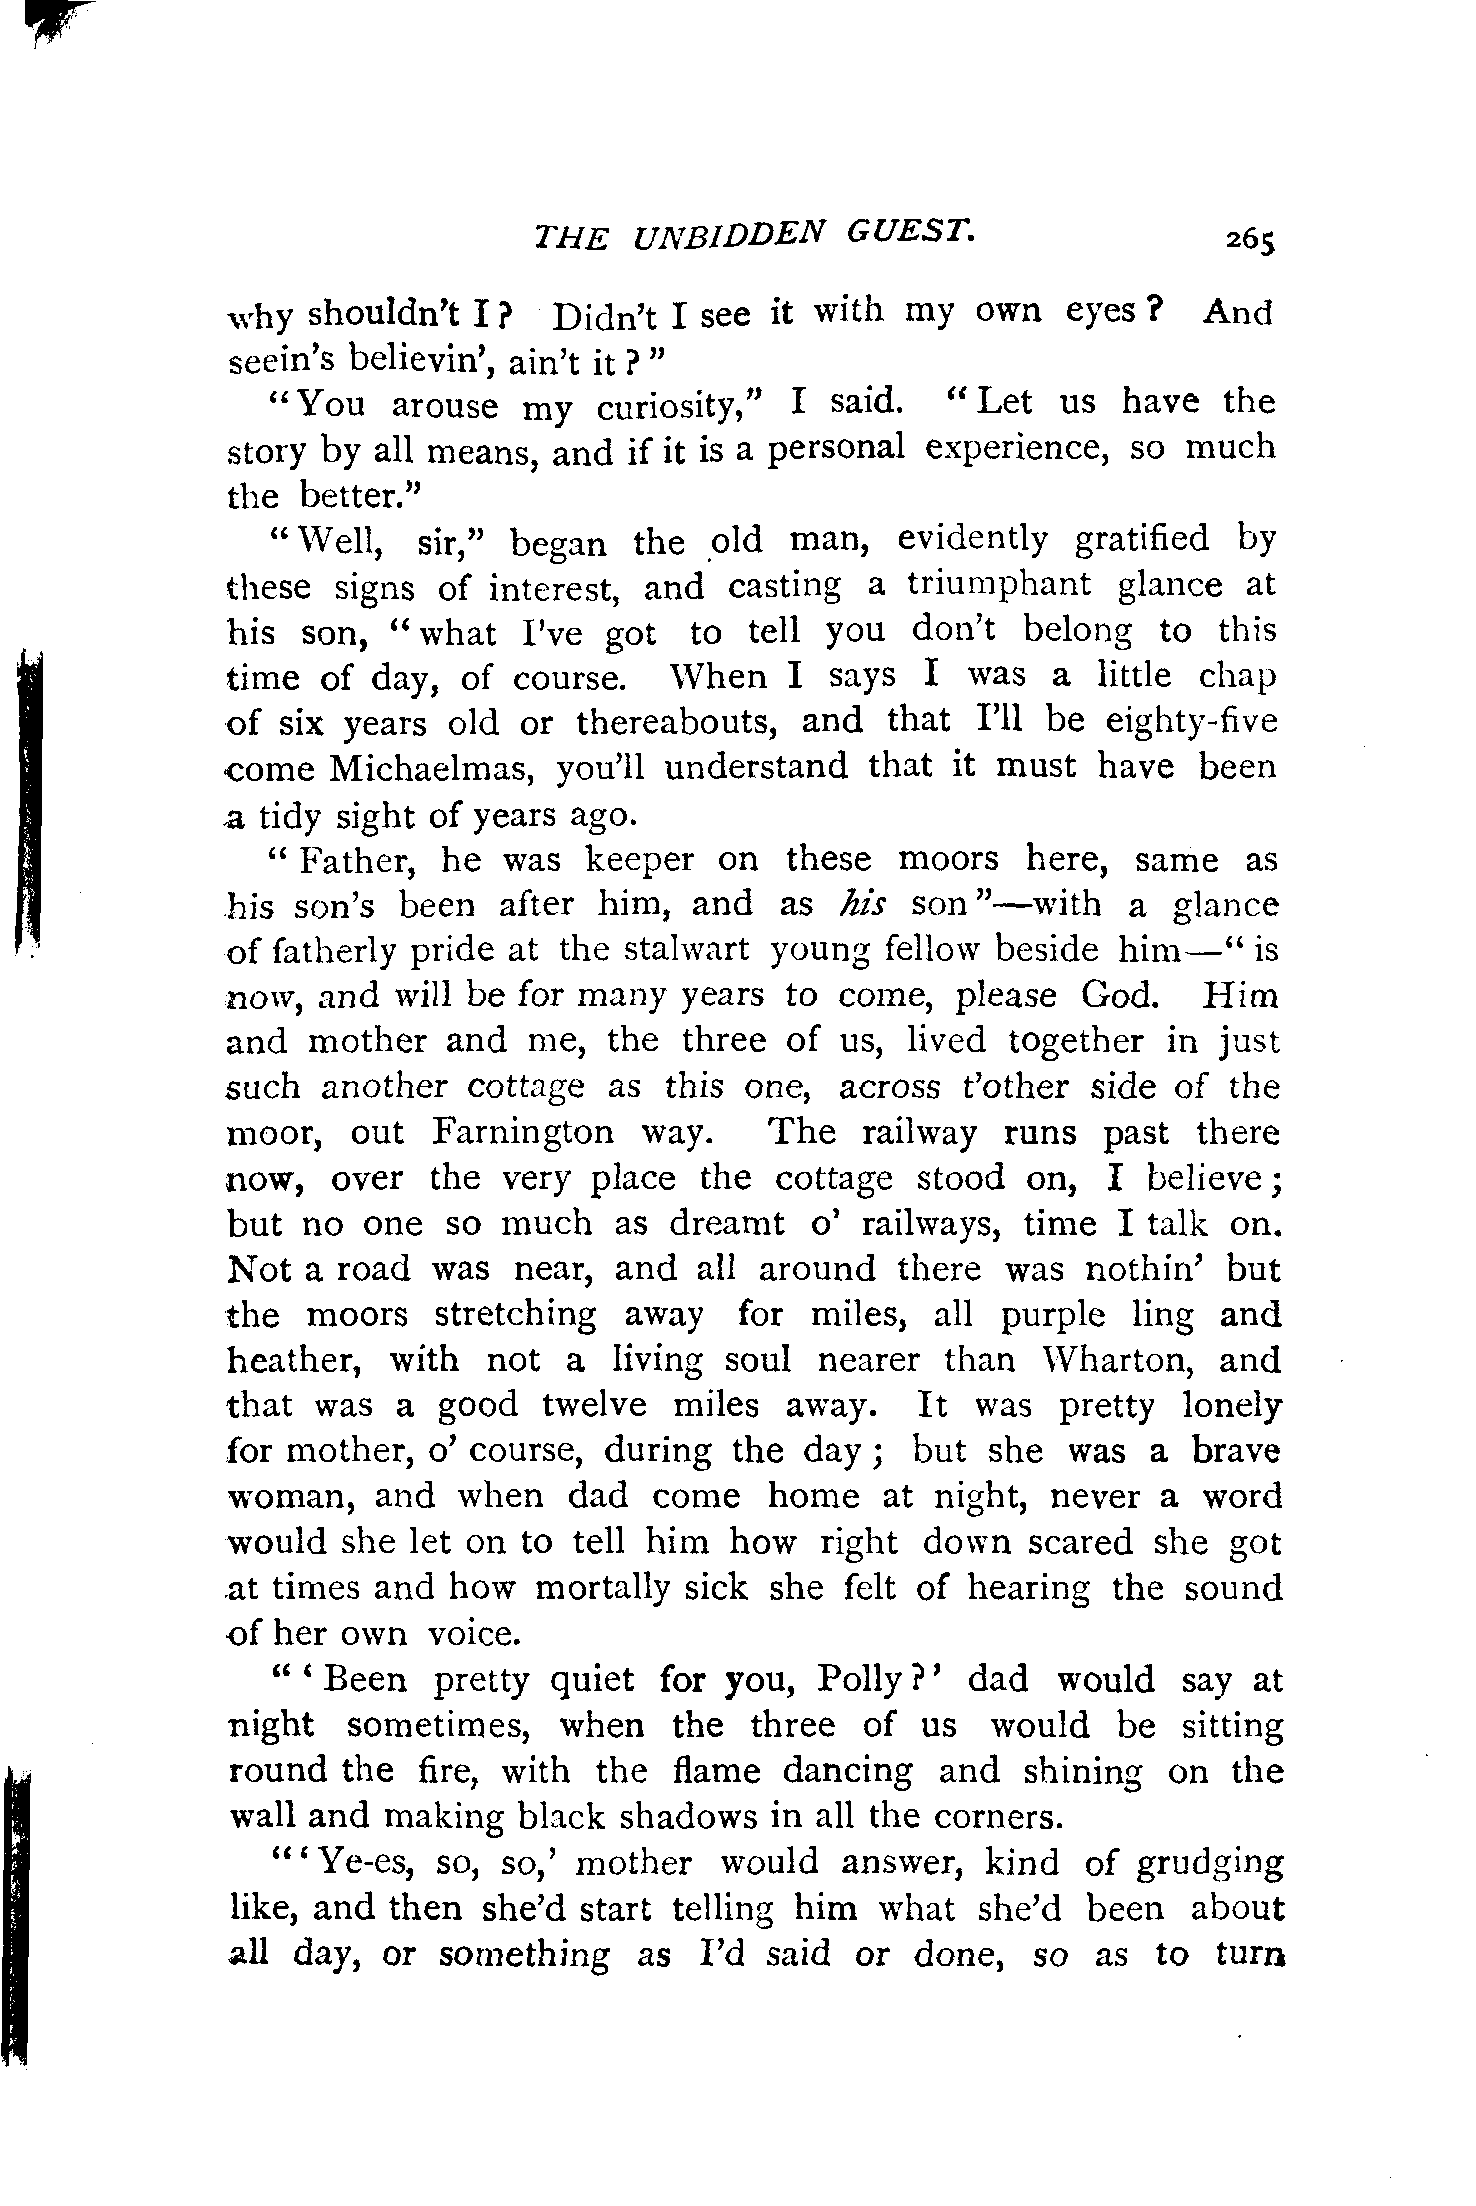 THE UNBIDDEN GUEST. 265
why shouldn't I? Didn't I see it with my own eyes? And
seein's believin', ain't it?"
"You arouse my curiosity," I said. "Let us have the
story by all means, and if it is a personal experience, so much
the better."
"Well, sir," began the old man, evidently gratified by
these signs of interest, and casting a triumphant glance at
his son, "what I've got to tell you don't belong to this
time of day, of course. When I says I was a little chap
of six years old or thereabouts, and that I'll be eighty-five
come Michaelmas, you'll understand that it must have been
a tidy sight of years ago.
"Father, he was keeper on these moors here, same as
his son's been after him, and as his son"—with a glance
of fatherly pride at the stalwart young fellow beside him—"is
now, and will be for many years to come, please God. Him
and mother and me, the three of us, lived together in just
such another cottage as this one, across t'other side of the
moor, out Farnington way. The railway runs past there
now, over the very place the cottage stood on, I believe;
but no one so much as dreamt o' railways, time I talk on.
Not a road was near, and all around there was nothin' but
the moors stretching away for miles, all purple ling and
heather, with not a living soul nearer than Wharton, and
that was a good twelve miles away. It was pretty lonely
for mother, o' course, during the day; but she was a brave
woman, and when dad come home at night, never a word
would she let on to tell him how right down scared she got
at times and how mortally sick she felt of hearing the sound
of her own voice.
"'Been pretty quiet for you, Polly?' dad would say at
night sometimes, when the three of us would be sitting
round the fire, with the flame dancing and shining on the
wall and making black shadows in all the corners.
"'Ye-es, so, so,' mother would answer, kind of grudging
like, and then she'd start telling him what she'd been about
all day, or something as I'd said or done, so as to turn